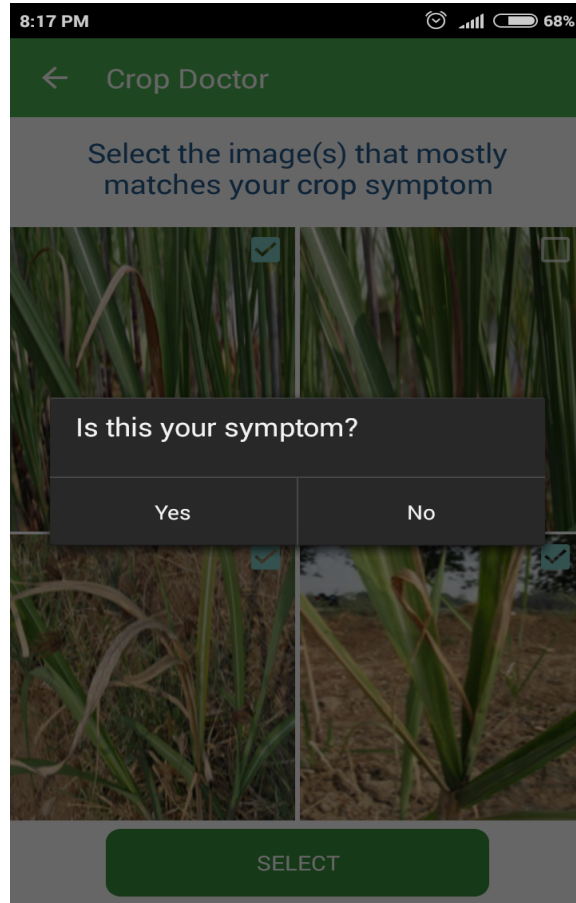 8:17 PM 68%
Crop Doctor
Select the image(s) that mostly
matches your crop symptom
Is this your symptom?
Yes No
SELECT